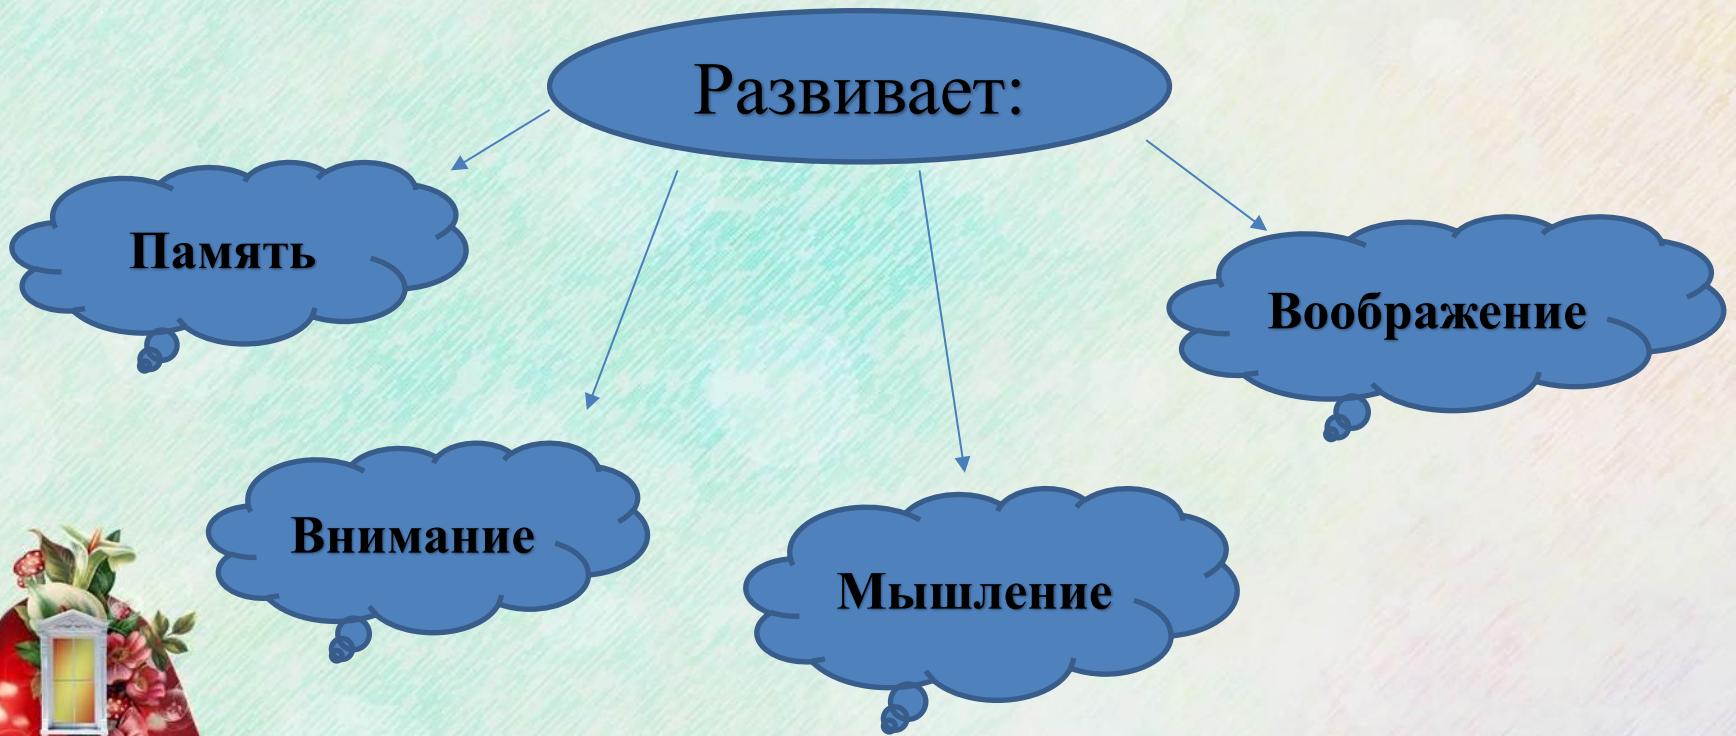 Развивает:
Память
Воображение
Внимание
Мышление